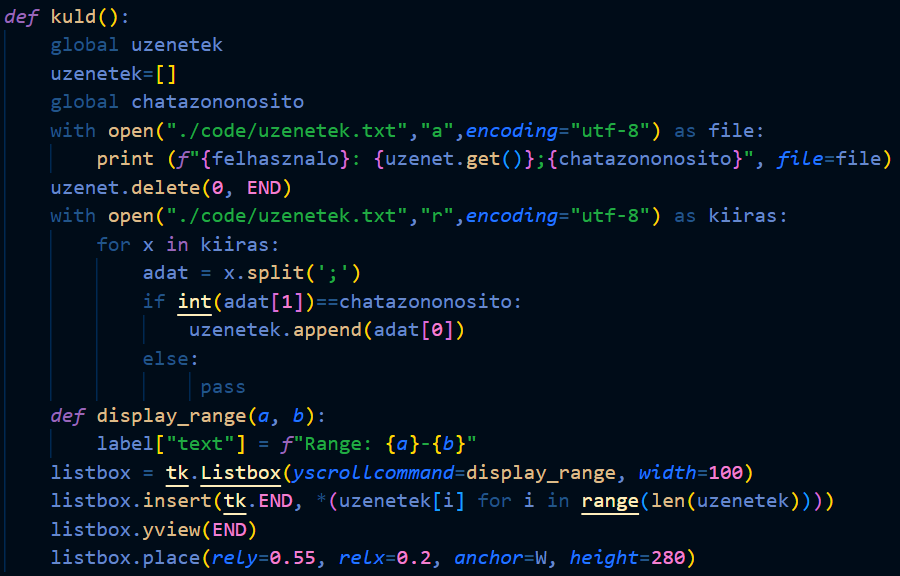 def kuld():
    global uzenetek
    uzenetek=[]
    global chatazononosito
    with open("./code/uzenetek.txt","a",encoding="utf-8") as file:
        print (f"{felhasznalo}: {uzenet.get()};{chatazononosito}", file=file)
    uzenet.delete(0, END)
    with open("./code/uzenetek.txt","r",encoding="utf-8") as kiiras:
        for x in kiiras:
            adat = x.split(';')
            if int(adat[1])==chatazononosito:
                uzenetek.append(adat[0])
            else:
                pass
    def display_range(a, b):
        label["text"] = f"Range: {a}-{b}"
    listbox = tk.Listbox(yscrollcommand=display_range, width=100)
    listbox.insert(tk.END, *(uzenetek[i] for i in range(len(uzenetek))))
    listbox.yview(END)
    listbox.place(rely=0.55, relx=0.2, anchor=W, height=280)